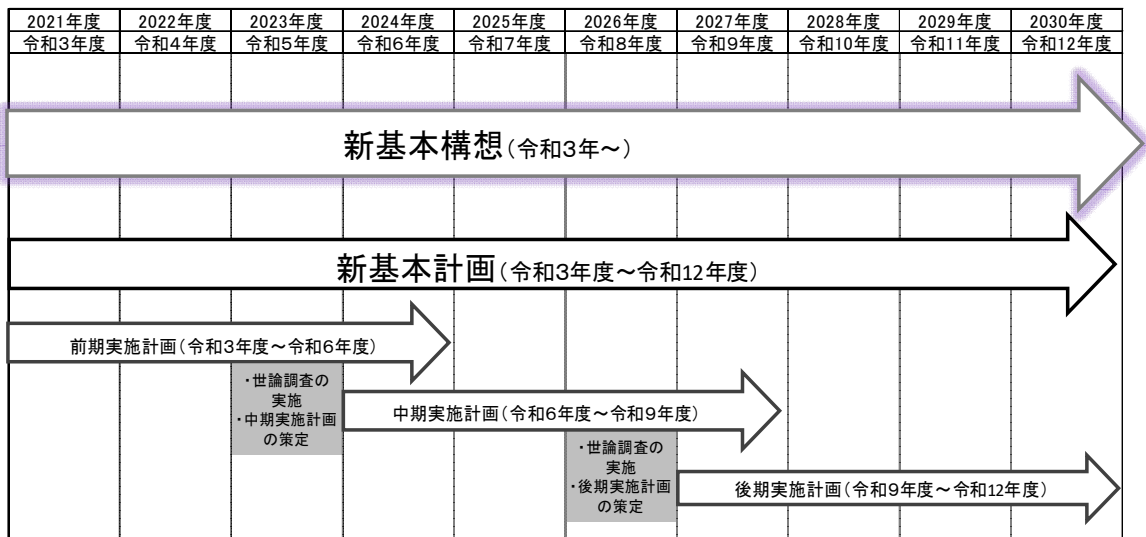 2021年度 2022年度 2023年度 2024年度 2025年度 2026年度 2027年度 2028年度 2029年度 2030年度
令和3年度 令和4年度 令和5年度 令和6年度 令和7年度 令和8年度 令和9年度 令和10年度 令和11年度 令和12年度
新基本構想(令和3年～)
新基本計画(令和3年度～令和12年度)
前期実施計画(令和3年度～令和6年度)
・世論調査の
実施
・中期実施計画
の策定
中期実施計画(令和6年度～令和9年度)
・世論調査の
実施
・後期実施計画
の策定
後期実施計画(令和9年度～令和12年度)